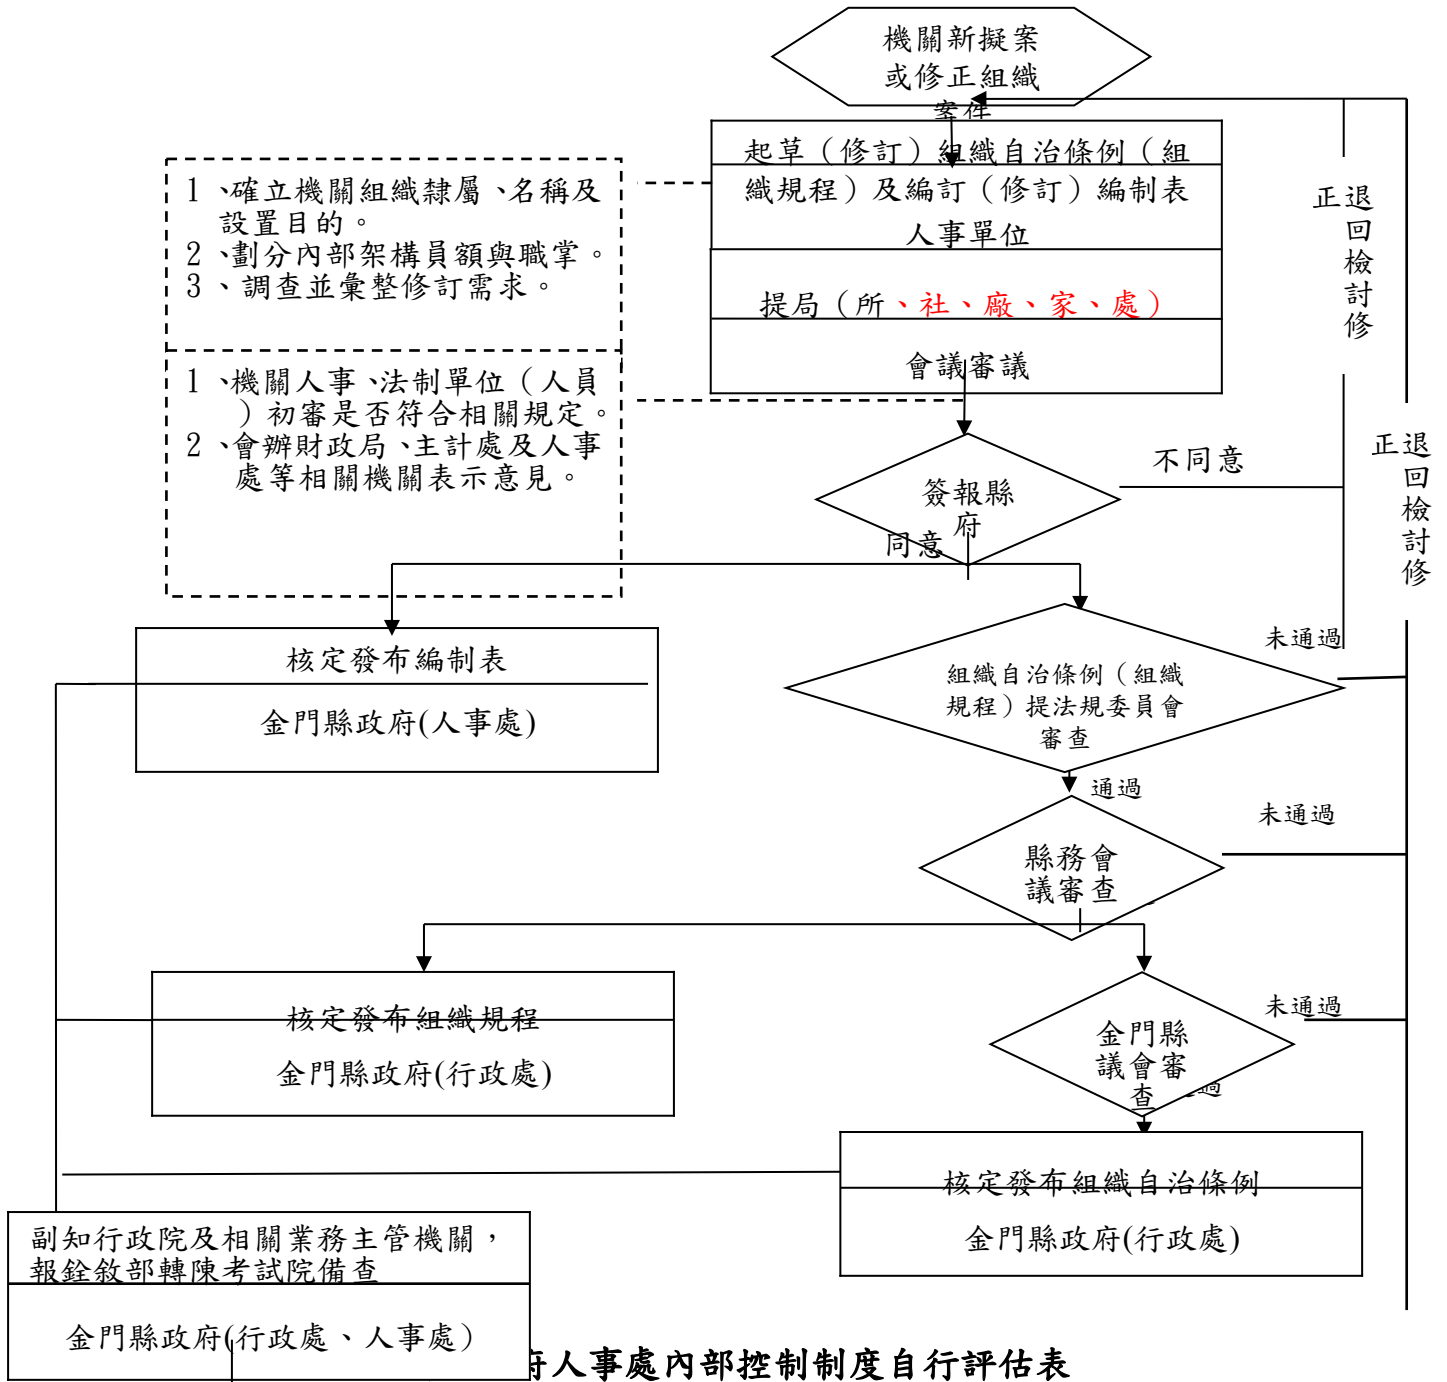 機關新擬案
或修正組織
案件
起草（修訂）組織自治條例（組
織規程）及編訂（修訂）編制表
人事單位
提局（所、社、廠、家、處）
會議審議
1、確立機關組織隸屬、名稱及
設置目的。
2、劃分內部架構員額與職掌。
3、調查並彙整修訂需求。
1、機關人事、法制單位（人員
）初審是否符合相關規定。
2、會辦財政局、主計處及人事
處等相關機關表示意見。
退回檢討修
正
退回檢討修
正
簽報縣
府
不同意
同意
核定發布編制表
金門縣政府(人事處)
組織自治條例（組織
規程）提法規委員會
審查
未通過
通過
縣務會
議審查
未通過
核定發布組織規程
金門縣政府(行政處)
金門縣
議會審
查
未通過
過
核定發布組織自治條例
金門縣政府(行政處)
副知行政院及相關業務主管機關，
報銓敘部轉陳考試院備查
金門縣政府(行政處、人事處）
府人事處內部控制制度自行評估表